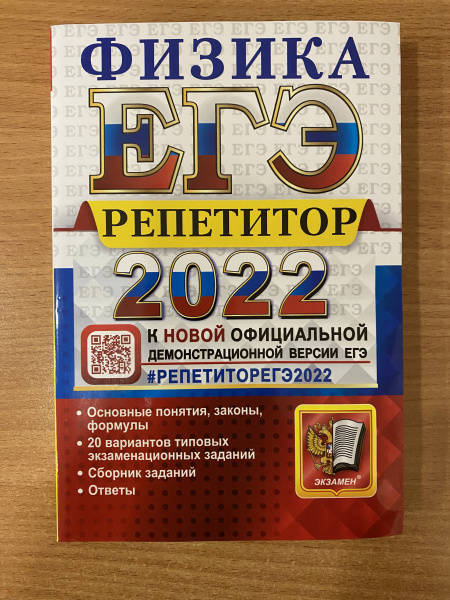 ФИЗИКА
ЕГЭ
РЕПЕТИТОР
2022
К НОВОЙ ОФИЦИАЛЬНОЙ
ДЕМОНСТРАЦИОННОЙ ВЕРСИИ ЕГЭ
#РЕПЕТИТОРЕГЭ2022
• Основные понятия, законы,
формулы
• 20 вариантов типовых
экзаменационных заданий
• Сборник заданий
• Ответы
ЭКЗАМЕН®